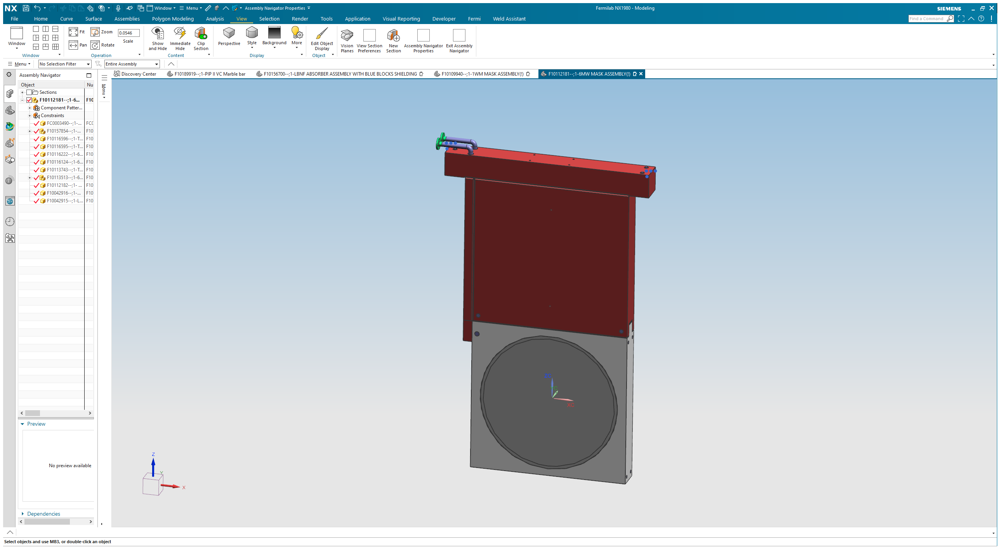 NX Window Menu Assembly Navigator Properties Fermilab NX1980 - Modeling SIEMENS
File Home Curve Surface Assemblies Polygon Modeling Analysis View Selection Render Tools Application Visual Reporting Developer Fermi Weld Assistant Find a Command
Window
Window
Fit Zoom 0.0546
Pan Rotate Scale
Operation
Show and Hide
Immediate Hide
Clip Section
Content
Perspective
Style
Background
More
Display
Edit Object Display
Object
Vision Planes
View Section Preferences
New Section
Assembly Navigator Properties
Exit Assembly Navigator
Menu No Selection Filter Entire Assembly
Assembly Navigator
Menu
Discovery Center F10189919--;1-PIP II VC Marble bar F10156700--;1-LBNF ABSORBER ASSEMBLY WITH BLUE BLOCKS SHIELDING F10109940--;1-1WM MASK ASSEMBLY(!) F10112181--;1-6MW MASK ASSEMBLY(!)
Object Nu
Sections
F10112181--;1-6... F10
Component Patter...
Constraints
FC0003490--;1-... FC0
F10157854--;1-... F10
F10116596--;1-T... F10
F10116595--;1-T... F10
F10116222--;1-6... F10
F10116124--;1-6... F10
F10113743--;1-T... F10
F10113513--;1-6... F10
F10112182--;1- ... F10
F10042916--;1-... F10
F10042915--;1-L... F10
Preview
No preview available
Dependencies
ZC
YC
XC
Z
Y
X
Select objects and use MB3, or double-click an object